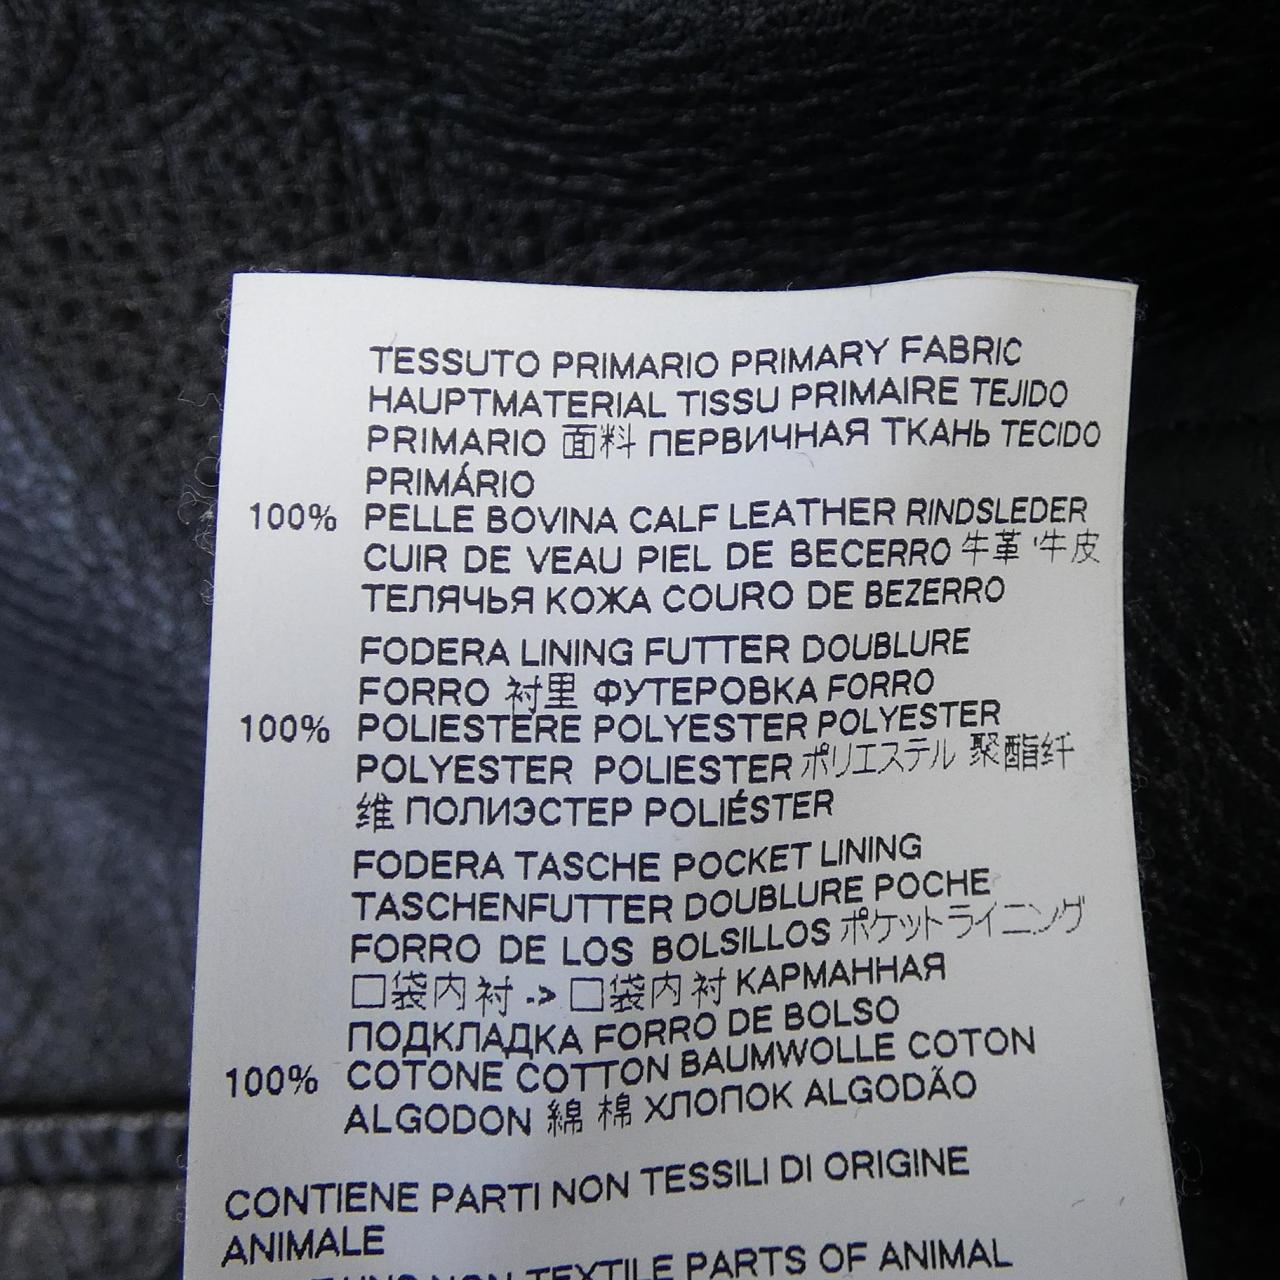 TESSUTO PRIMARIO PRIMARY FABRIC
HAUPTMATERIAL TISSU PRIMAIRE TEJIDO
PRIMARIO 面料 ПЕРВИЧНАЯ ТКАНЬ TECIDO
PRIMÁRIO
100% PELLE BOVINA CALF LEATHER RINDSLEDER
CUIR DE VEAU PIEL DE BECERRO 牛革 '牛皮
ТЕЛЯЧЬЯ КОЖА COURO DE BEZERRO
FODERA LINING FUTTER DOUBLURE
FORRO 衬里 ФУТЕРОВКА FORRO
100% POLIESTERE POLYESTER POLYESTER
POLYESTER POLIESTER ポリエステル 聚酯纤
维 ПОЛИЭСТЕР POLIÉSTER
FODERA TASCHE POCKET LINING
TASCHENFUTTER DOUBLURE POCHE
FORRO DE LOS BOLSILLOS ポケットライニング
口袋内衬 -> 口袋内衬 КАРМАННАЯ
ПОДКЛАДКА FORRO DE BOLSO
100% COTONE COTTON BAUMWOLLE COTON
ALGODON 綿 棉 ХЛОПОК ALGODÃO
CONTIENE PARTI NON TESSILI DI ORIGINE
ANIMALE
NON TEXTILE PARTS OF ANIMAL